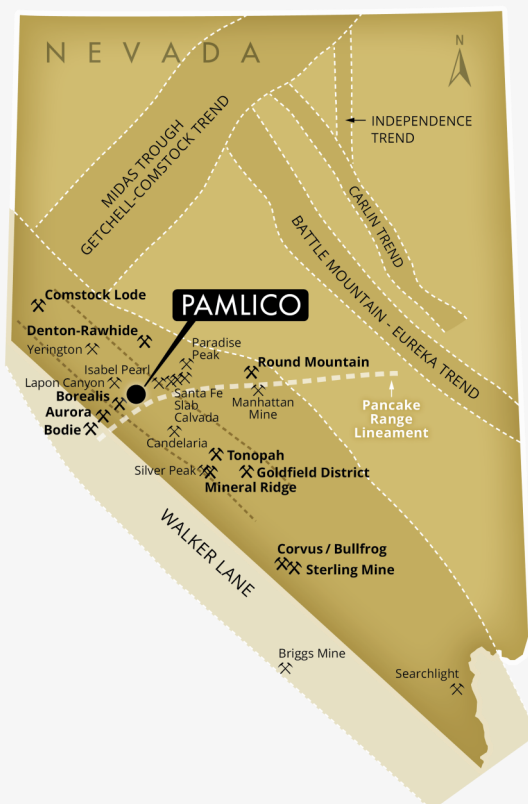 NEVADA
N
INDEPENDENCE
TREND
MIDAS TROUGH
GETCHELL-COMSTOCK TREND
CARLIN TREND
BATTLE MOUNTAIN - EUREKA TREND
Comstock Lode
PAMLICO
Denton-Rawhide
Yerington
Paradise
Peak
Isabel Pearl
Round Mountain
Lapon Canyon
Borealis
Santa Fe
Slab
Calvada
Manhattan
Mine
Pancake
Range
Lineament
Aurora
Bodie
Candelaria
Tonopah
Silver Peak
Goldfield District
Mineral Ridge
WALKER LANE
Corvus / Bullfrog
Sterling Mine
Briggs Mine
Searchlight